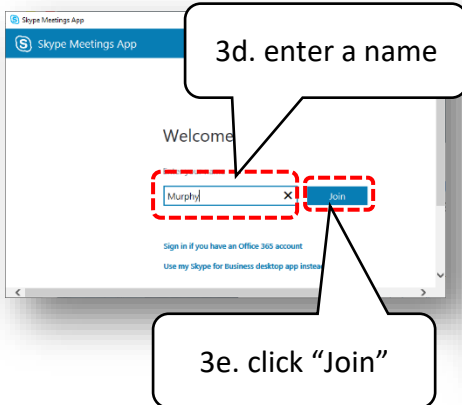 Skype Meetings App
Skype Meetings App
3d. enter a name
Welcome
Murphy
Join
Sign in if you have an Office 365 account
Use my Skype for Business desktop app instead
3e. click “Join”